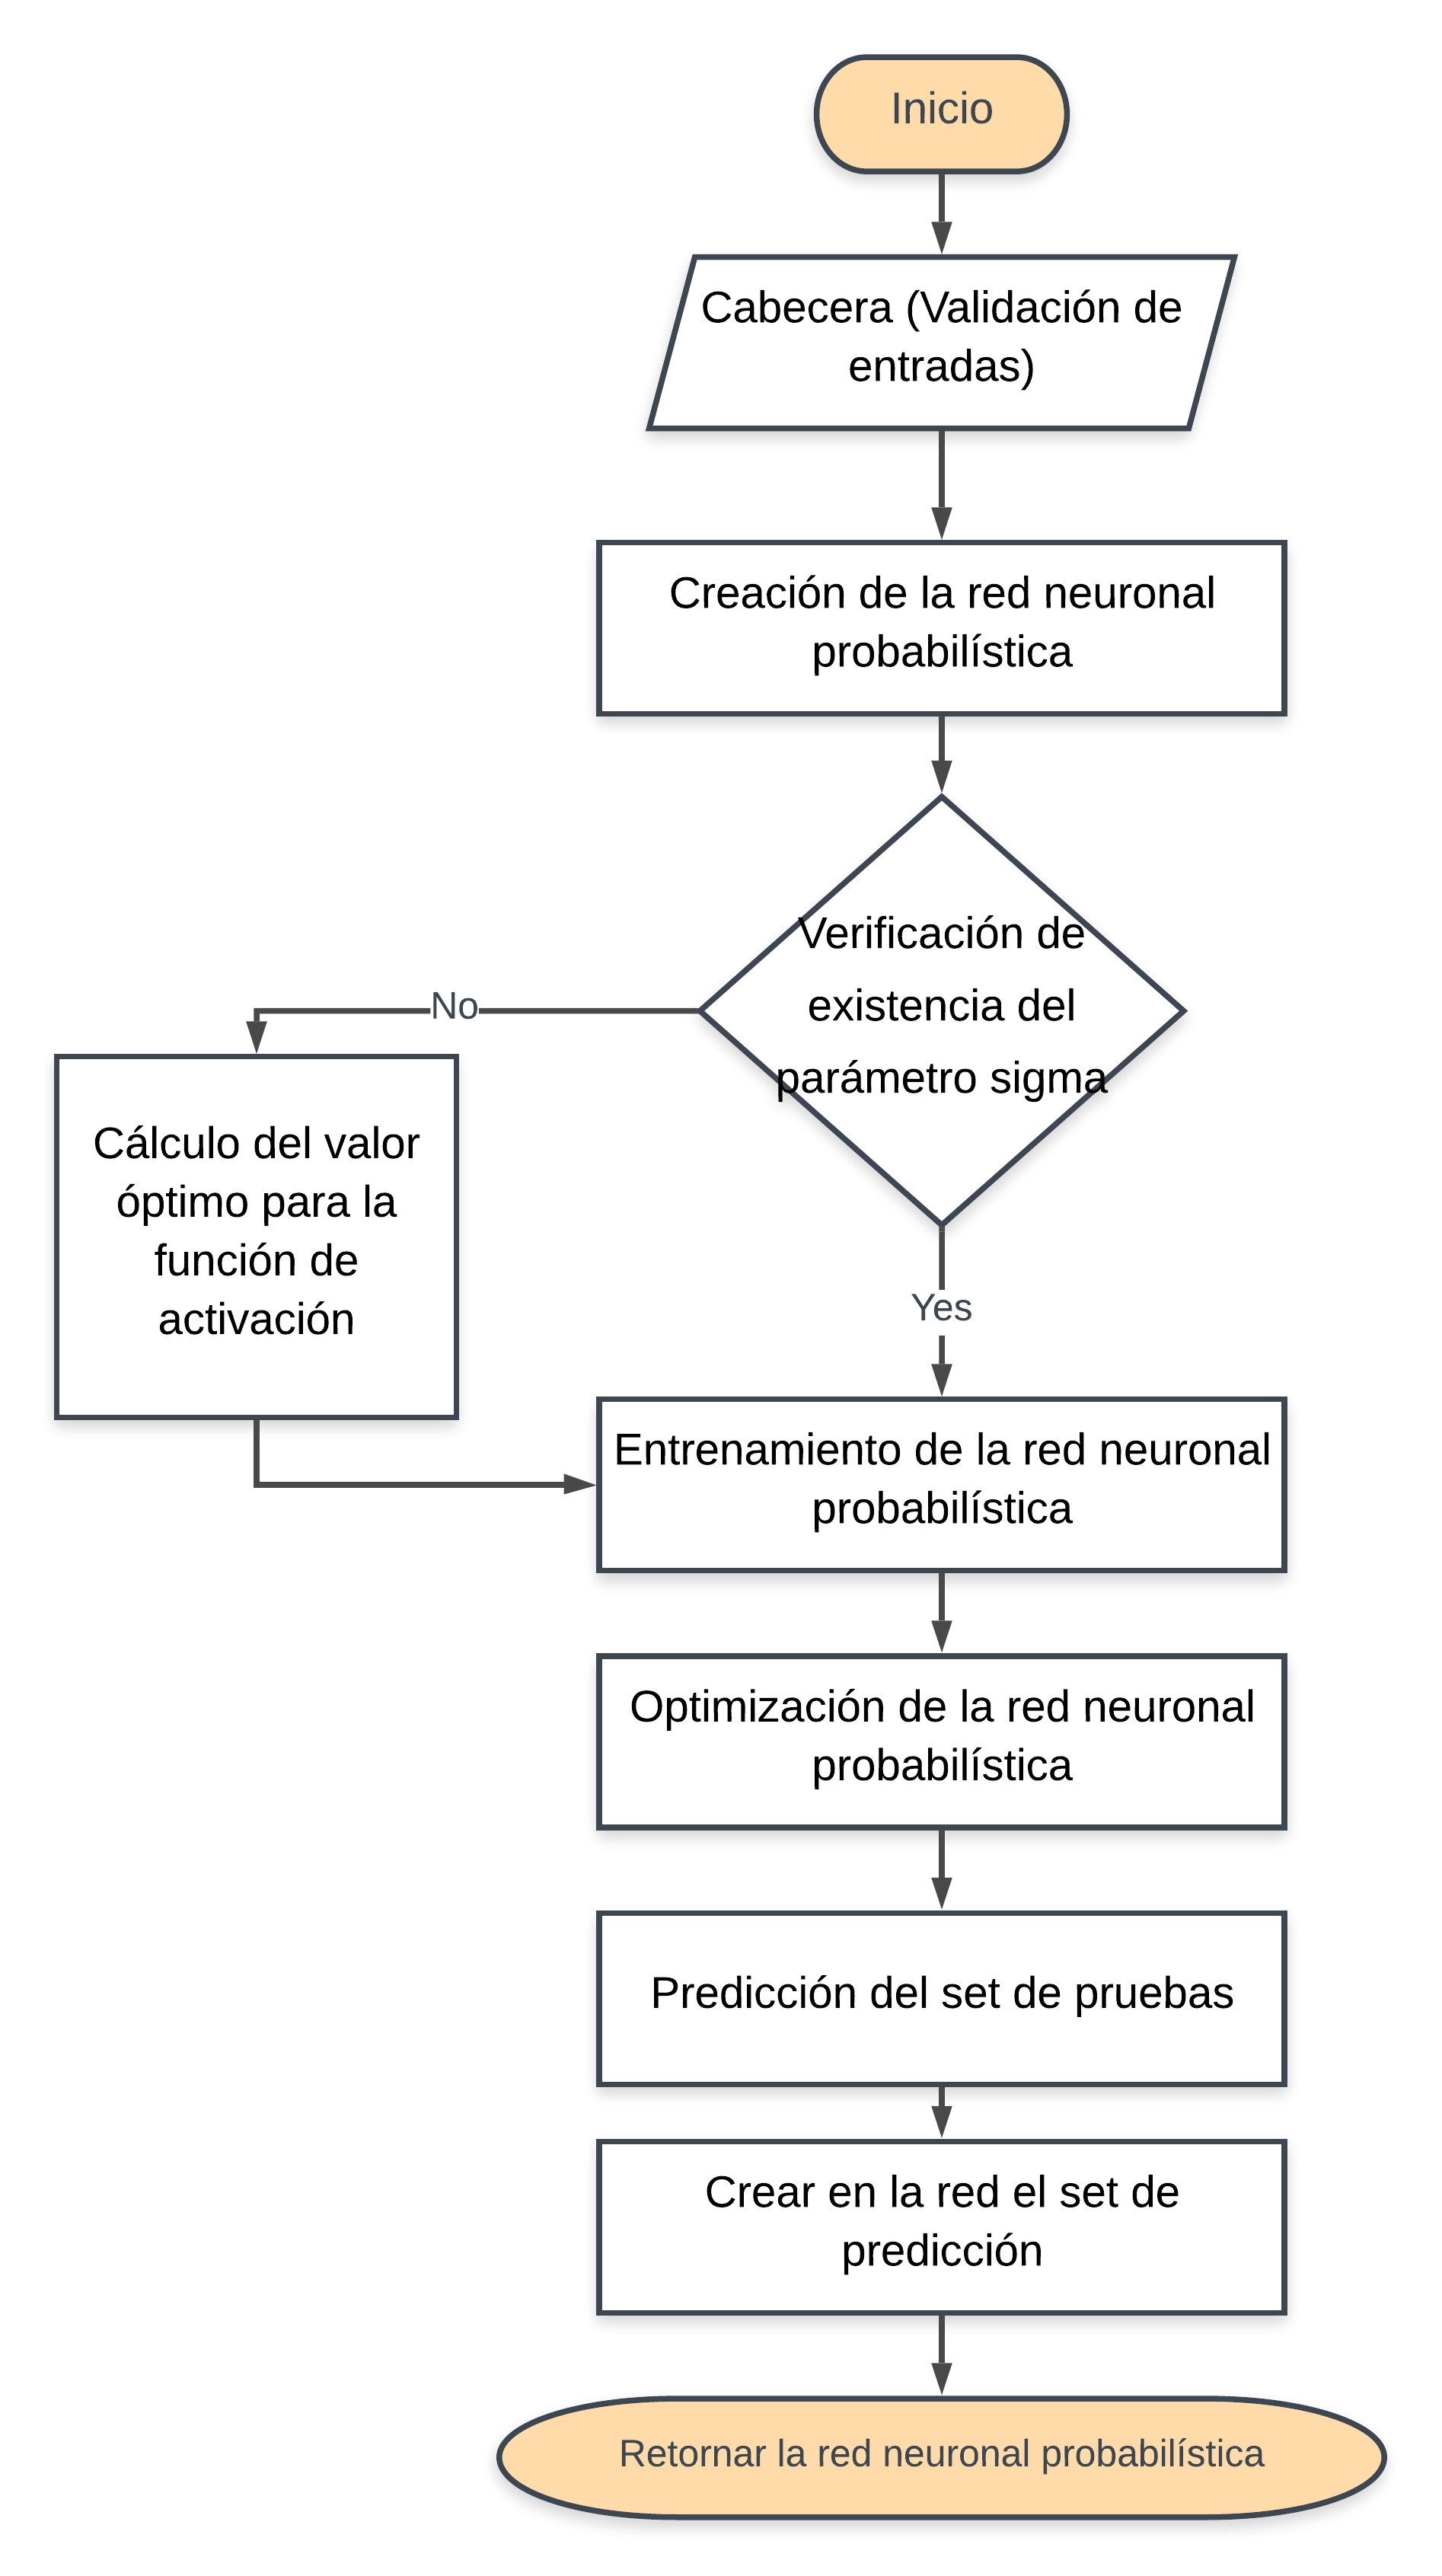 Inicio
Cabecera (Validación de
entradas)
Creación de la red neuronal
probabilística
Verificación de
existencia del
parámetro sigma
No
Cálculo del valor
óptimo para la
función de
activación
Yes
Entrenamiento de la red neuronal
probabilística
Optimización de la red neuronal
probabilística
Predicción del set de pruebas
Crear en la red el set de
predicción
Retornar la red neuronal probabilística